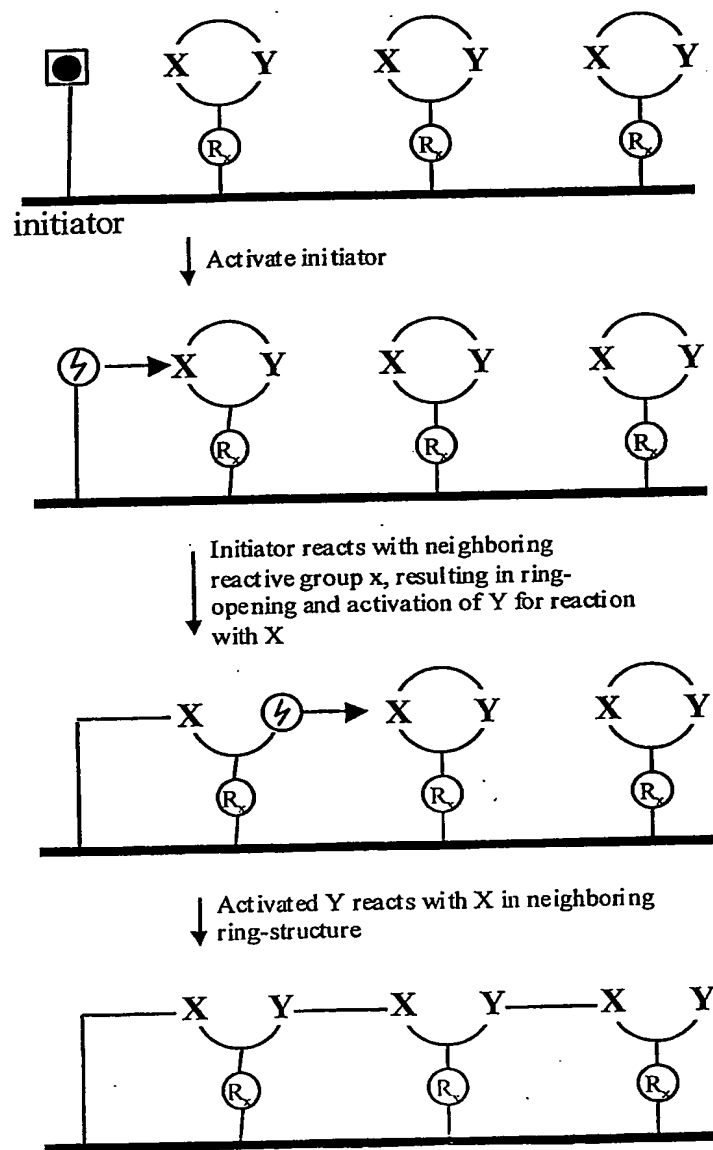 X Y X Y X Y
Rx Rx Rx
initiator
Activate initiator
X Y X Y X Y
Rx Rx Rx
Initiator reacts with neighboring
reactive group x, resulting in ring-
opening and activation of Y for reaction
with X
X X Y X Y
Rx Rx Rx
Activated Y reacts with X in neighboring
ring-structure
X Y X Y X Y
Rx Rx Rx